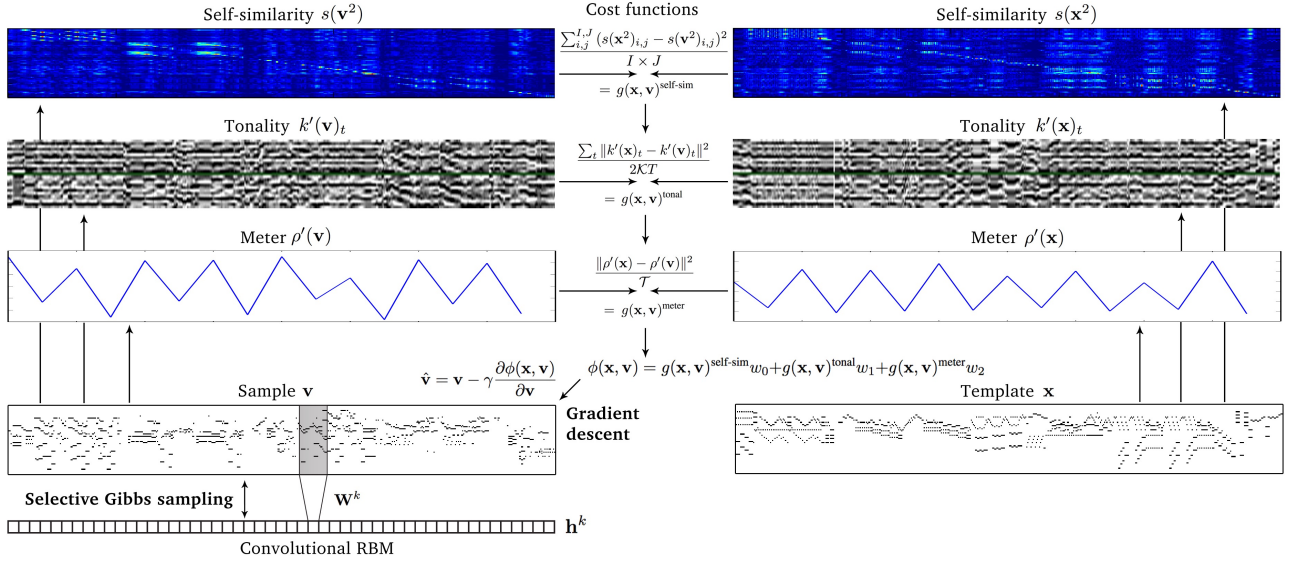 Self-similarity s(v²)
Cost functions
Self-similarity s(x²)
∑_{i,j}^{I,J} (s(x²)_{i,j} − s(v²)_{i,j})²
I × J
= g(x, v)^{self-sim}
Tonality k′(v)_t
Tonality k′(x)_t
∑_t ‖k′(x)_t − k′(v)_t‖²
2𝒦T
= g(x, v)^{tonal}
Meter ρ′(v)
Meter ρ′(x)
‖ρ′(x) − ρ′(v)‖²
𝒯
= g(x, v)^{meter}
ϕ(x, v) = g(x, v)^{self-sim}w₀+g(x, v)^{tonal}w₁+g(x, v)^{meter}w₂
v̂ = v − γ ∂ϕ(x, v)/∂v
Sample v
Template x
Gradient
descent
Selective Gibbs sampling
W^k
h^k
Convolutional RBM